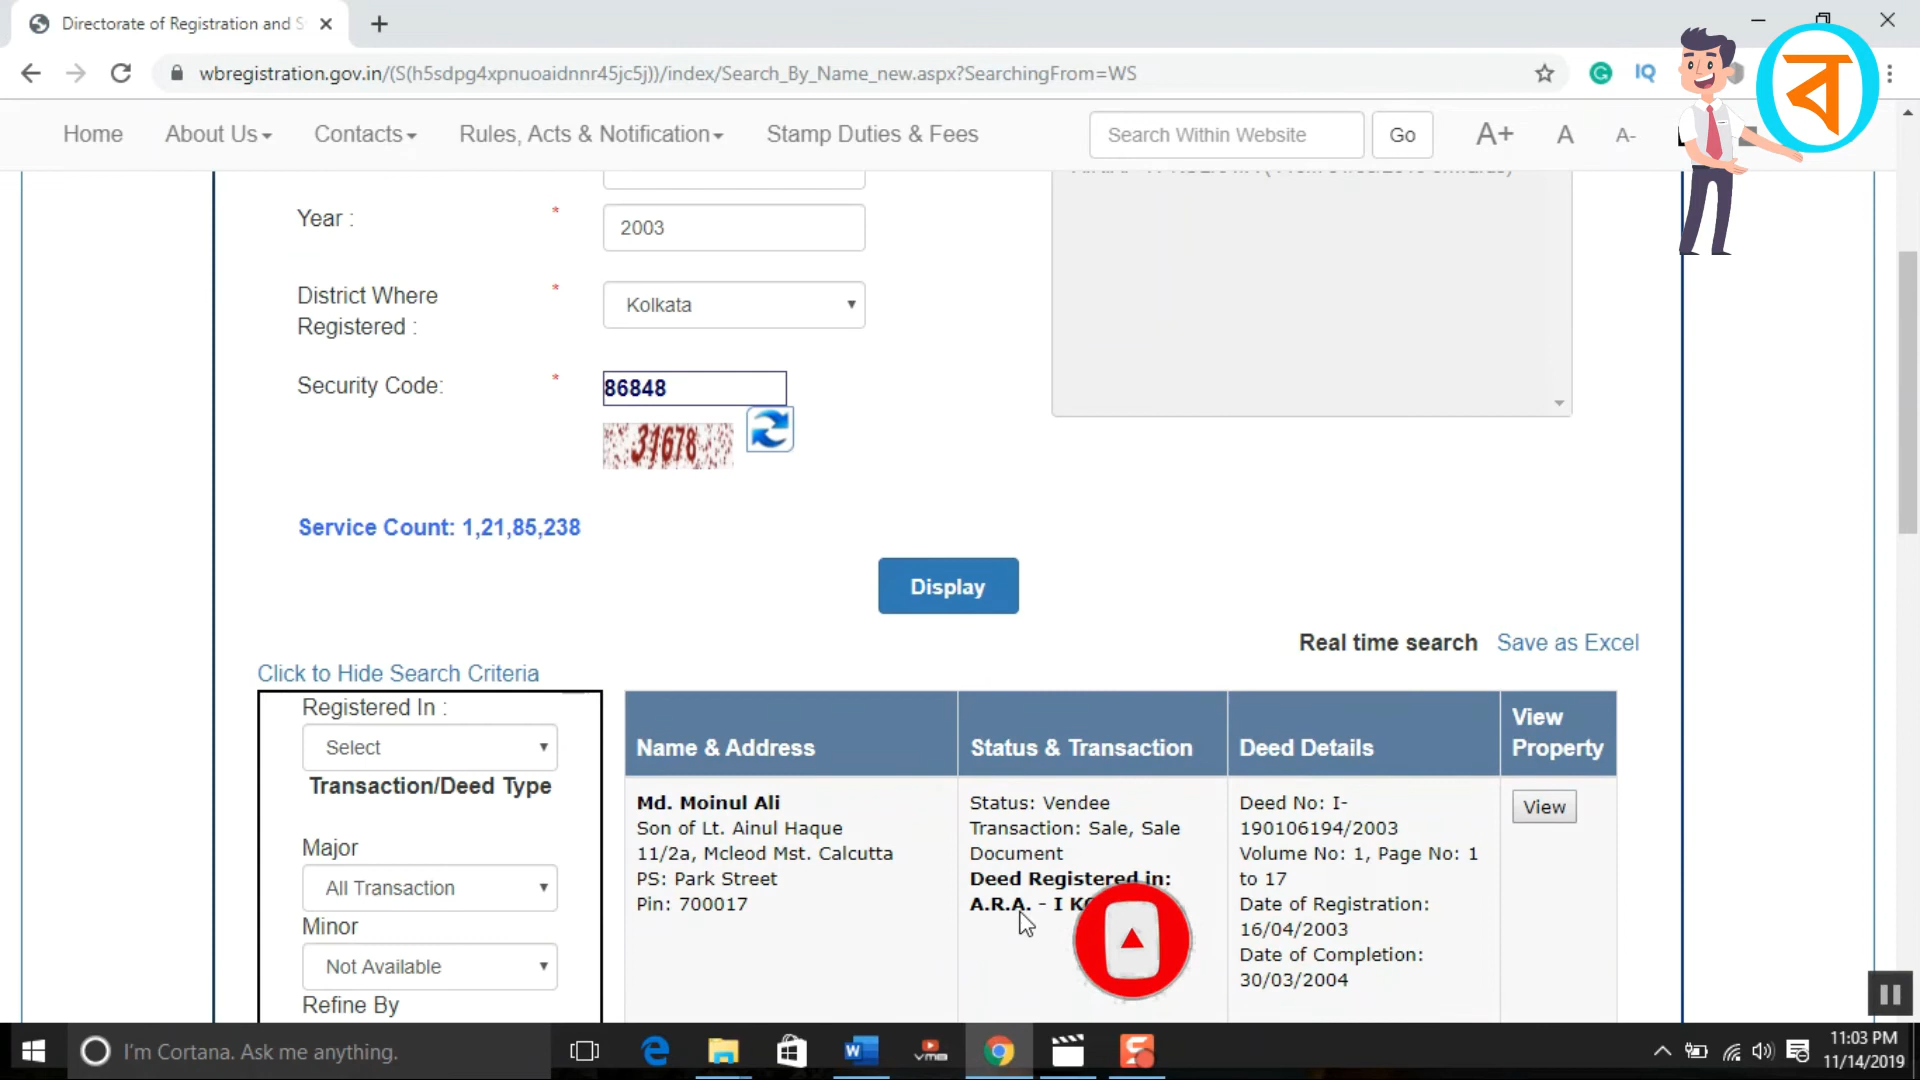 Directorate of Registration and S
wbregistration.gov.in/(S(h5sdpg4xpnuoaidnnr45jc5j))/index/Search_By_Name_new.aspx?SearchingFrom=WS
IQ
ব
Home About Us Contacts Rules, Acts & Notification Stamp Duties & Fees Search Within Website Go A+ A A-
Year : * 2003
District Where
Registered : * Kolkata
Security Code: * 86848
31678
Service Count: 1,21,85,238
Display
Real time search Save as Excel
Click to Hide Search Criteria
Registered In :
Select
Transaction/Deed Type
Major
All Transaction
Minor
Not Available
Refine By
Name & Address
Status & Transaction
Deed Details
View
Property
Md. Moinul Ali
Son of Lt. Ainul Haque
11/2a, Mcleod Mst. Calcutta
PS: Park Street
Pin: 700017
Status: Vendee
Transaction: Sale, Sale
Document
Deed Registered in:
A.R.A. - I
Deed No: I-
190106194/2003
Volume No: 1, Page No: 1
to 17
Date of Registration:
16/04/2003
Date of Completion:
30/03/2004
View
I'm Cortana. Ask me anything.
11:03 PM
11/14/2019